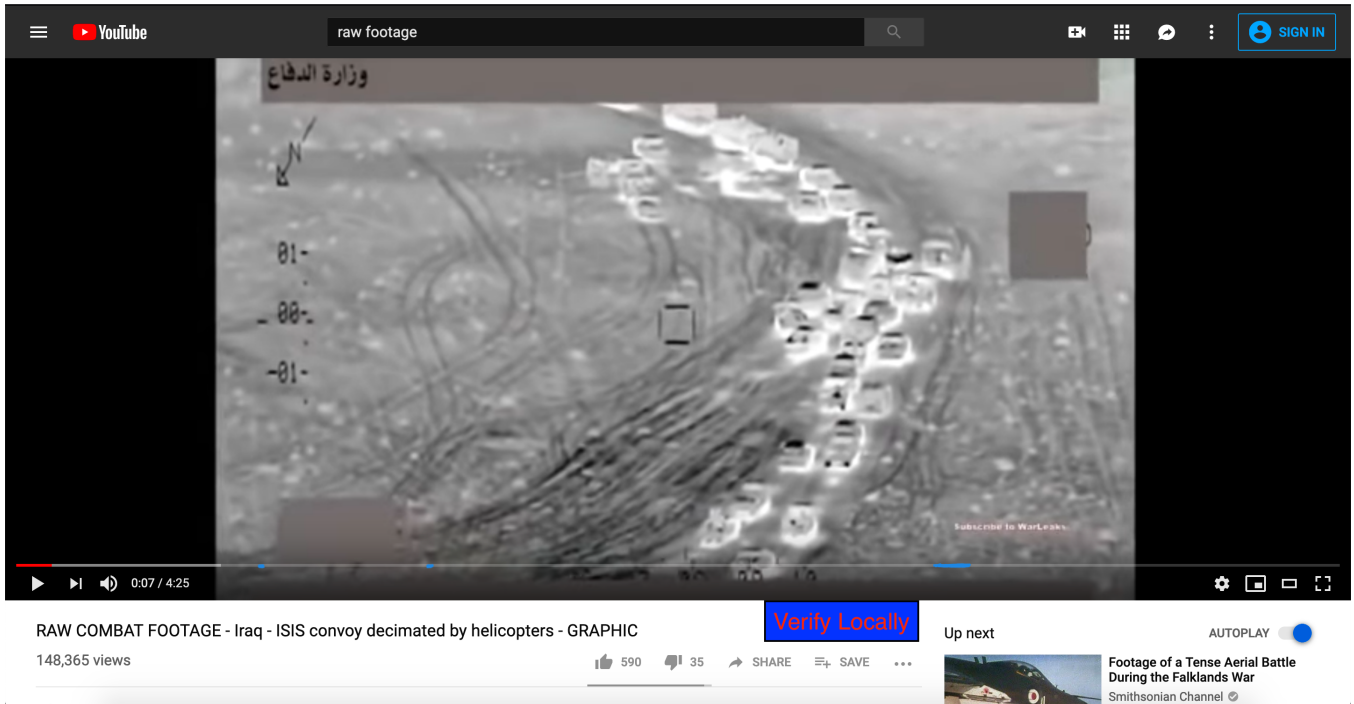 YouTube
raw footage
SIGN IN
وزارة الدفاع
N
01-
00-
-01-
Subscribe to WarLeaks
0:07 / 4:25
RAW COMBAT FOOTAGE - Iraq - ISIS convoy decimated by helicopters - GRAPHIC
Verify Locally
148,365 views
590
35
SHARE
SAVE
Up next
AUTOPLAY
Footage of a Tense Aerial Battle
During the Falklands War
Smithsonian Channel